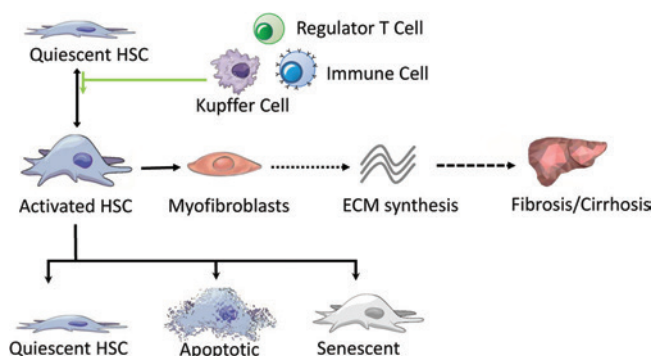 Regulator T Cell
Quiescent HSC
Immune Cell
Kupffer Cell
Activated HSC
Myofibroblasts
ECM synthesis
Fibrosis/Cirrhosis
Quiescent HSC
Apoptotic
Senescent